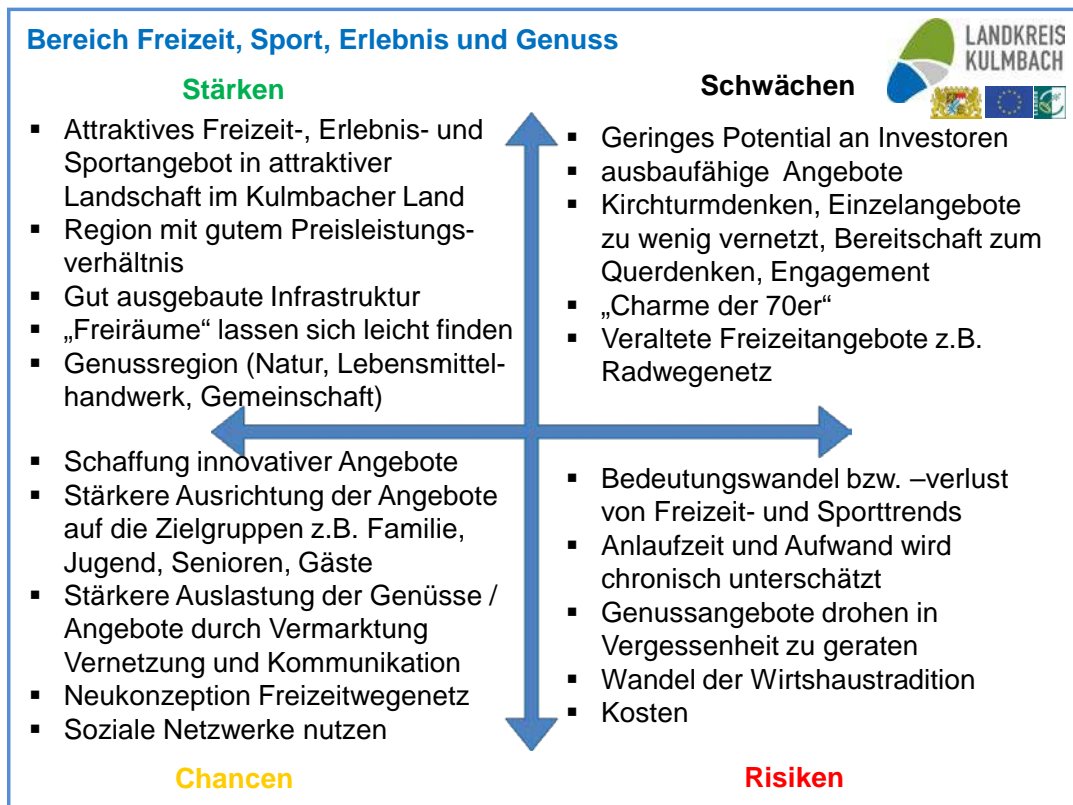 Bereich Freizeit, Sport, Erlebnis und Genuss
LANDKREIS
KULMBACH
Stärken
▪ Attraktives Freizeit-, Erlebnis- und
Sportangebot in attraktiver
Landschaft im Kulmbacher Land
▪ Region mit gutem Preisleistungs-
verhältnis
▪ Gut ausgebaute Infrastruktur
▪ „Freiräume“ lassen sich leicht finden
▪ Genussregion (Natur, Lebensmittel-
handwerk, Gemeinschaft)
Schwächen
▪ Geringes Potential an Investoren
▪ ausbaufähige Angebote
▪ Kirchturmdenken, Einzelangebote
zu wenig vernetzt, Bereitschaft zum
Querdenken, Engagement
▪ „Charme der 70er“
▪ Veraltete Freizeitangebote z.B.
Radwegenetz
▪ Schaffung innovativer Angebote
▪ Stärkere Ausrichtung der Angebote
auf die Zielgruppen z.B. Familie,
Jugend, Senioren, Gäste
▪ Stärkere Auslastung der Genüsse /
Angebote durch Vermarktung
Vernetzung und Kommunikation
▪ Neukonzeption Freizeitwegenetz
▪ Soziale Netzwerke nutzen
Chancen
▪ Bedeutungswandel bzw. –verlust
von Freizeit- und Sporttrends
▪ Anlaufzeit und Aufwand wird
chronisch unterschätzt
▪ Genussangebote drohen in
Vergessenheit zu geraten
▪ Wandel der Wirtshaustradition
▪ Kosten
Risiken